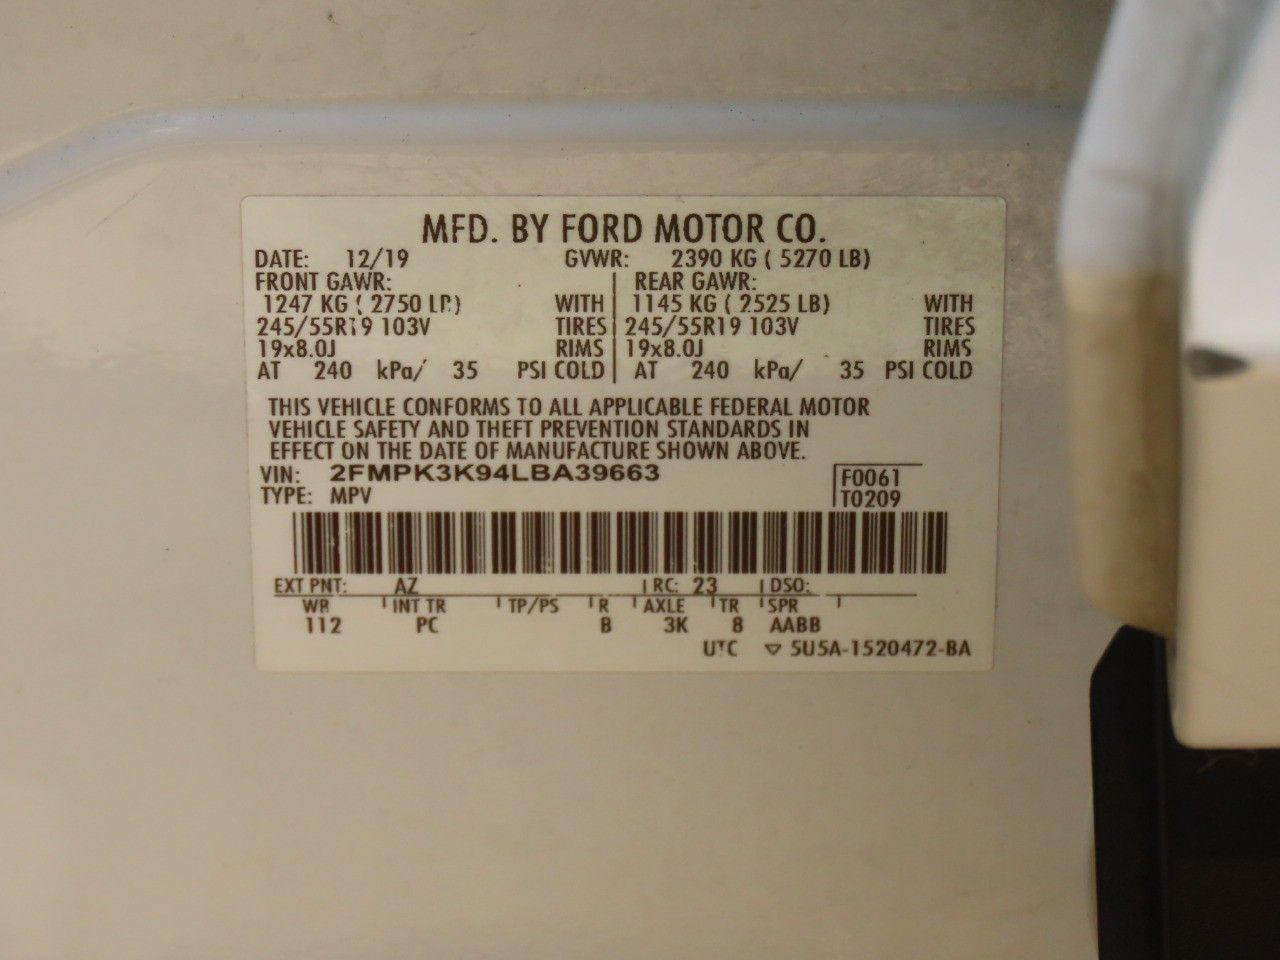 MFD. BY FORD MOTOR CO.
DATE: 12/19 GVWR: 2390 KG ( 5270 LB)
FRONT GAWR: REAR GAWR:
1247 KG ( 2750 LB) WITH 1145 KG ( 2525 LB) WITH
245/55R19 103V TIRES 245/55R19 103V TIRES
19x8.0J RIMS 19x8.0J RIMS
AT 240 kPa/ 35 PSI COLD AT 240 kPa/ 35 PSI COLD
THIS VEHICLE CONFORMS TO ALL APPLICABLE FEDERAL MOTOR
VEHICLE SAFETY AND THEFT PREVENTION STANDARDS IN
EFFECT ON THE DATE OF MANUFACTURE SHOWN ABOVE.
VIN: 2FMPK3K94LBA39663 F0061
TYPE: MPV T0209
EXT PNT: AZ RC: 23 DSO:
WB INT TR TP/PS R AXLE TR SPR
112 PC B 3K 8 AABB
UTC ▽ 5U5A-1520472-BA